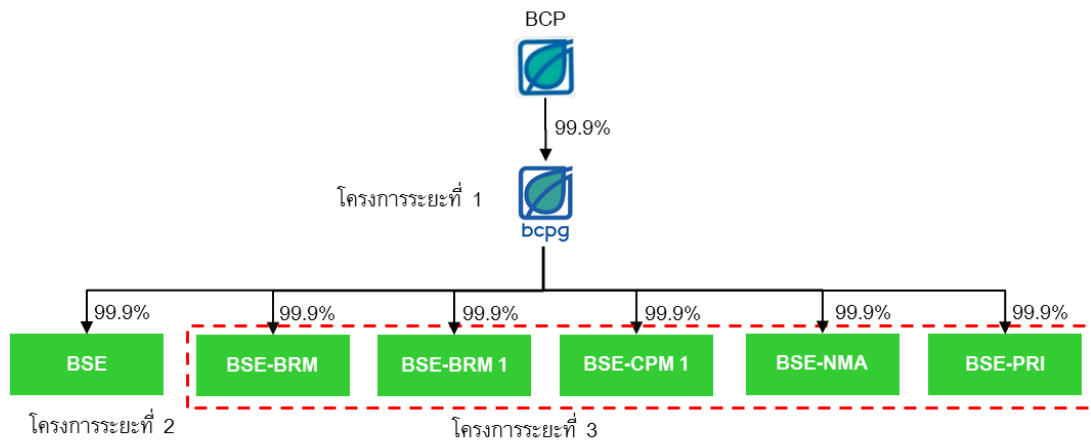 BCP
99.9%
โครงการระยะที่ 1
bcpg
99.9% 99.9% 99.9% 99.9% 99.9% 99.9%
BSE BSE-BRM BSE-BRM 1 BSE-CPM 1 BSE-NMA BSE-PRI
โครงการระยะที่ 2 โครงการระยะที่ 3